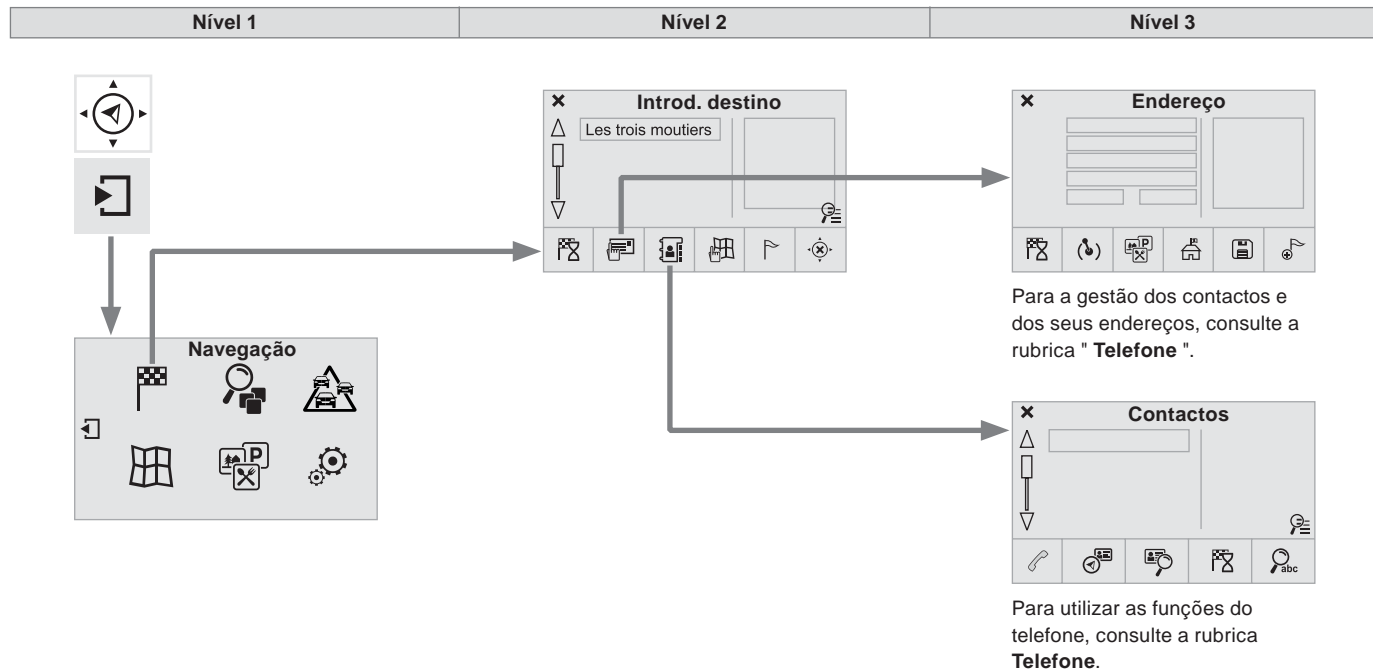 Nível 1
Nível 2
Nível 3
Introd. destino
Les trois moutiers
Endereço
P
Para a gestão dos contactos e
dos seus endereços, consulte a
rubrica " Telefone ".
Navegação
P
Contactos
abc
Para utilizar as funções do
telefone, consulte a rubrica
Telefone.